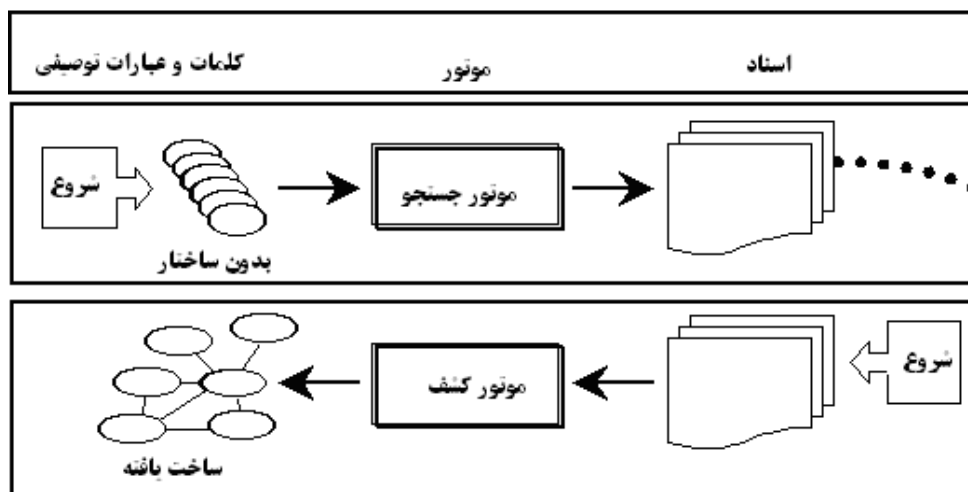 اسناد
موتور
کلمات و عبارات توصیفی
شروع
موتور جستجو
بدون ساختار
شروع
موتور کشف
ساخت یافته